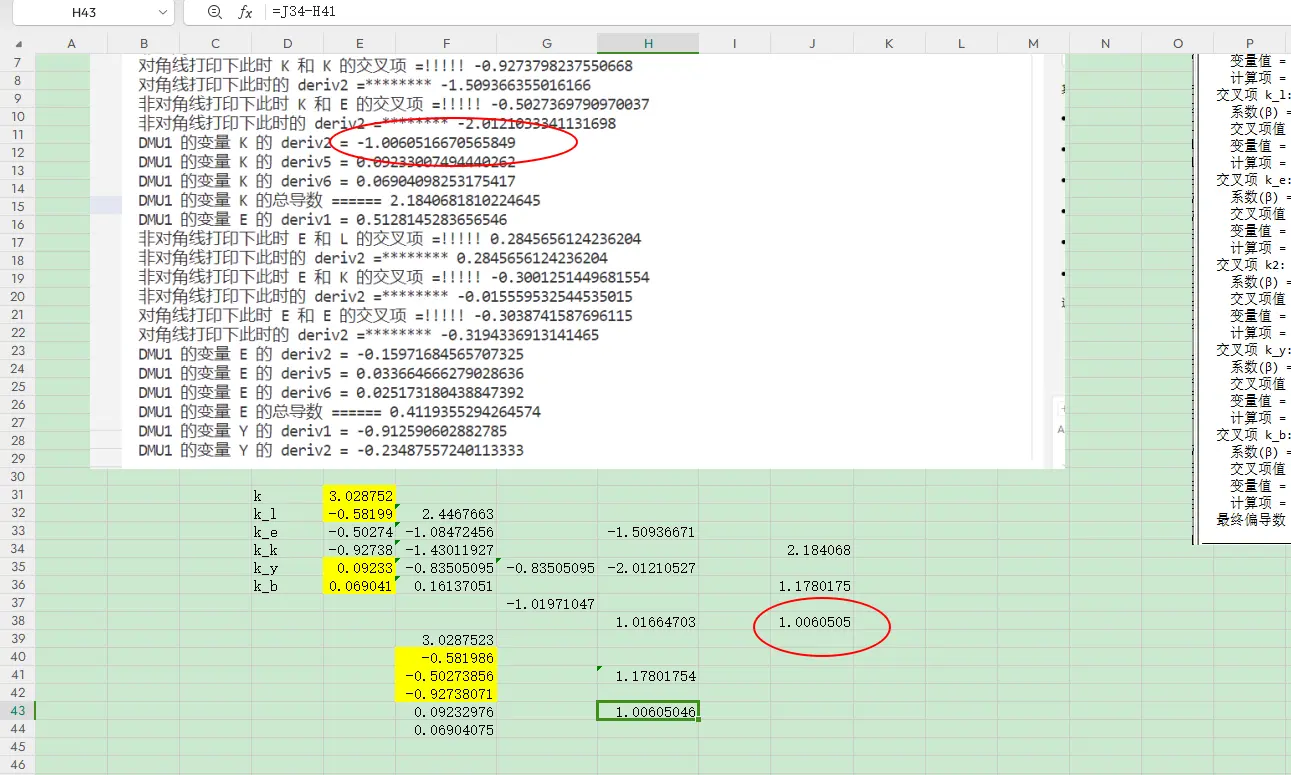 H43
fx =J34-H41
A B C D E F G H I J K L M N O P
7
8
9
10
11
12
13
14
15
16
17
18
19
20
21
22
23
24
25
26
27
28
29
30
31
32
33
34
35
36
37
38
39
40
41
42
43
44
45
46
对角线打印下此时 K 和 K 的交叉项 =!!!!! -0.9273798237550668
对角线打印下此时的 deriv2 =******** -1.509366355016166
非对角线打印下此时 K 和 E 的交叉项 =!!!!! -0.5027369790970037
非对角线打印下此时的 deriv2 =******** -2.0121033341131698
DMU1 的变量 K 的 deriv2 = -1.0060516670565849
DMU1 的变量 K 的 deriv5 = 0.09233007494440262
DMU1 的变量 K 的 deriv6 = 0.06904098253175417
DMU1 的变量 K 的总导数 ====== 2.1840681810224645
DMU1 的变量 E 的 deriv1 = 0.5128145283656546
非对角线打印下此时 E 和 L 的交叉项 =!!!!! 0.2845656124236204
非对角线打印下此时的 deriv2 =******** 0.2845656124236204
非对角线打印下此时 E 和 K 的交叉项 =!!!!! -0.3001251449681554
非对角线打印下此时的 deriv2 =******** -0.015559532544535015
对角线打印下此时 E 和 E 的交叉项 =!!!!! -0.3038741587696115
对角线打印下此时的 deriv2 =******** -0.3194336913141465
DMU1 的变量 E 的 deriv2 = -0.15971684565707325
DMU1 的变量 E 的 deriv5 = 0.033664666279028636
DMU1 的变量 E 的 deriv6 = 0.025173180438847392
DMU1 的变量 E 的总导数 ====== 0.4119355294264574
DMU1 的变量 Y 的 deriv1 = -0.912590602882785
DMU1 的变量 Y 的 deriv2 = -0.23487557240113333
k 3.028752
k_l -0.58199 2.4467663
k_e -0.50274 -1.08472456 -1.50936671
k_k -0.92738 -1.43011927 2.184068
k_y 0.09233 -0.83505095 -0.83505095 -2.01210527
k_b 0.069041 0.16137051 1.1780175
-1.01971047
1.01664703 1.0060505
3.0287523
-0.581986
-0.50273856 1.17801754
-0.92738071
0.09232976 1.00605046
0.06904075
变量值 =
计算项 =
交叉项 k_l:
系数(β) =
交叉项值
变量值 =
计算项 =
交叉项 k_e:
系数(β) =
交叉项值
变量值 =
计算项 =
交叉项 k2:
系数(β) =
交叉项值
变量值 =
计算项 =
交叉项 k_y:
系数(β) =
交叉项值
变量值 =
计算项 =
交叉项 k_b:
系数(β) =
交叉项值
变量值 =
计算项 =
最终偏导数